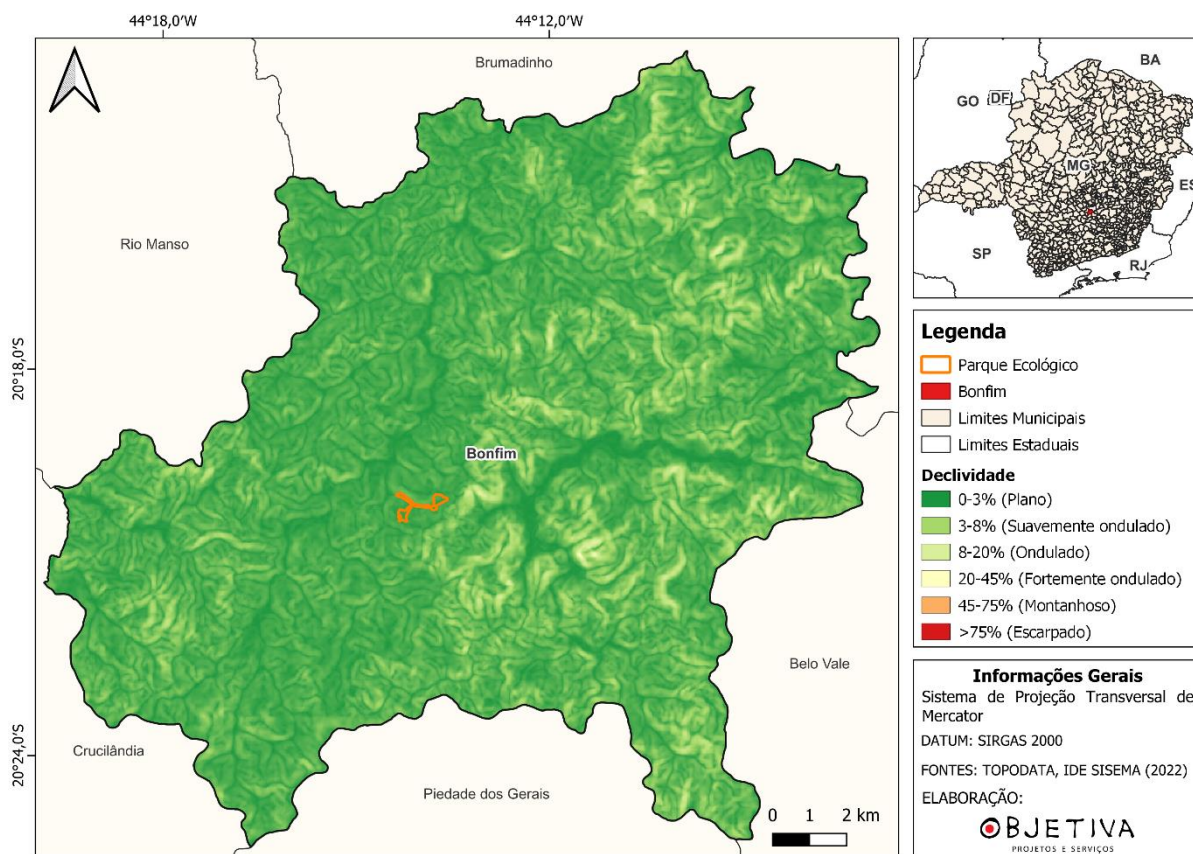 44°18,0'W
44°12,0'W
Brumadinho
Rio Manso
20°18,0'S
Bonfim
Belo Vale
20°24,0'S
Crucilândia
Piedade dos Gerais
0 1 2 km
BA
GO
DF
MG
ES
SP
RJ
Legenda
Parque Ecológico
Bonfim
Limites Municipais
Limites Estaduais
Declividade
0-3% (Plano)
3-8% (Suavemente ondulado)
8-20% (Ondulado)
20-45% (Fortemente ondulado)
45-75% (Montanhoso)
>75% (Escarpado)
Informações Gerais
Sistema de Projeção Transversal de
Mercator
DATUM: SIRGAS 2000
FONTES: TOPODATA, IDE SISEMA (2022)
ELABORAÇÃO:
OBJETIVA
PROJETOS E SERVIÇOS